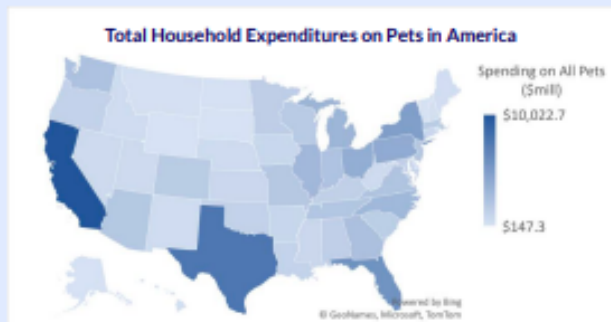 Total Household Expenditures on Pets in America
Spending on All Pets
($mill)
$10,022.7
$147.3
Powered by Bing
© GeoNames, Microsoft, TomTom